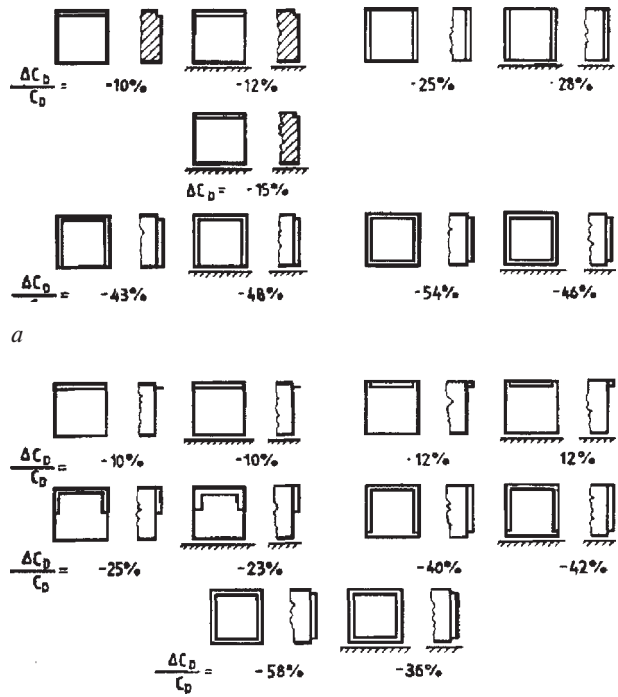 ΔC_D
C_D = -10% -12% -25% -28%
ΔC_D = -15%
ΔC_D = -43% -48% -54% -46%
a
ΔC_D
C_D = -10% -10% -12% 12%
ΔC_D
C_D = -25% -23% -40% -42%
ΔC_D
C_D = -58% -36%